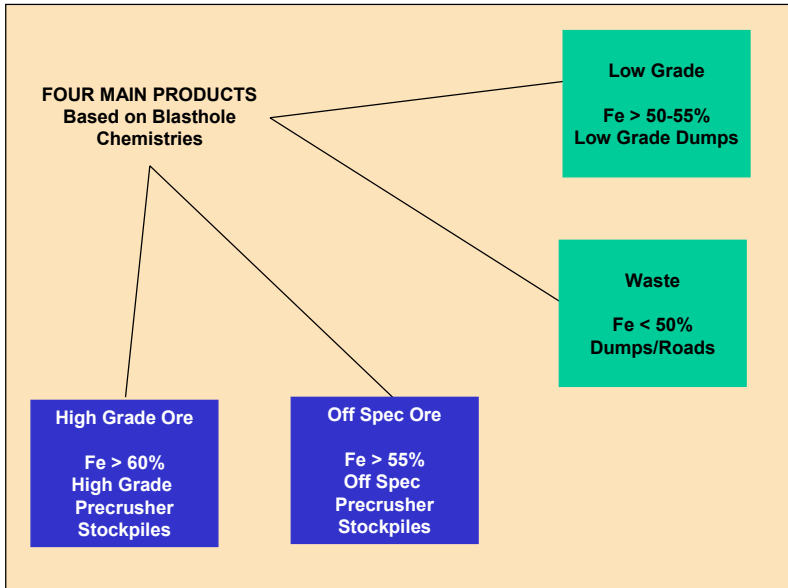 FOUR MAIN PRODUCTS
Based on Blasthole
Chemistries
Low Grade
Fe > 50-55%
Low Grade Dumps
Waste
Fe < 50%
Dumps/Roads
High Grade Ore
Fe > 60%
High Grade
Precrusher
Stockpiles
Off Spec Ore
Fe > 55%
Off Spec
Precrusher
Stockpiles